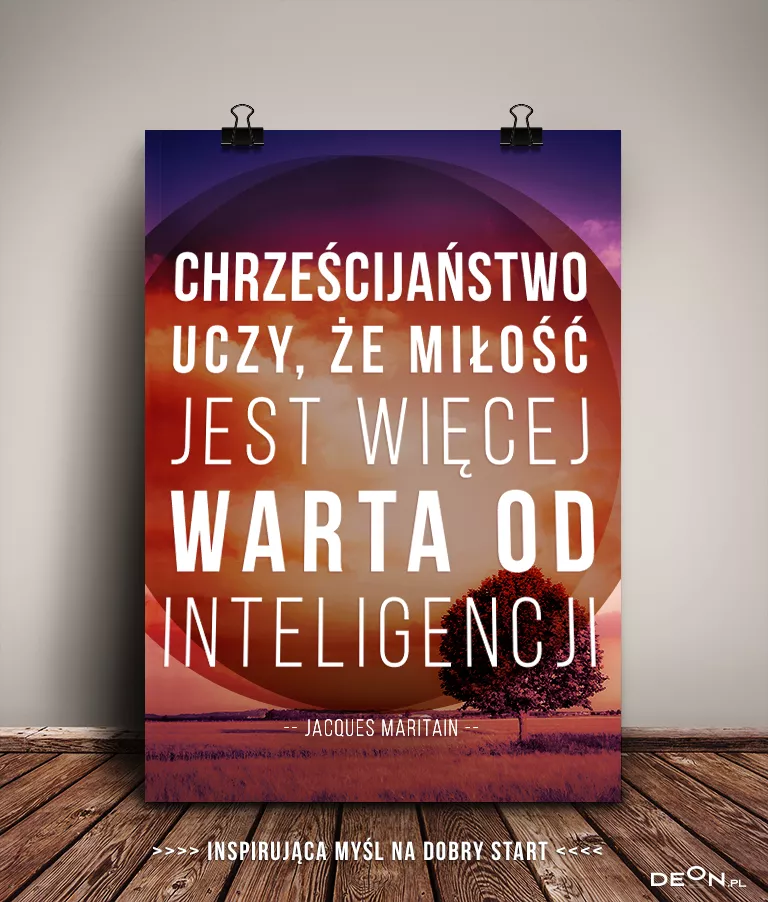 CHRZEŚCIJAŃSTWO
UCZY, ŻE MIŁOŚĆ
JEST WIĘCEJ
WARTA OD
INTELIGENCJI
-- JACQUES MARITAIN --
>>>> INSPIRUJĄCA MYŚL NA DOBRY START <<<<
DEON.PL